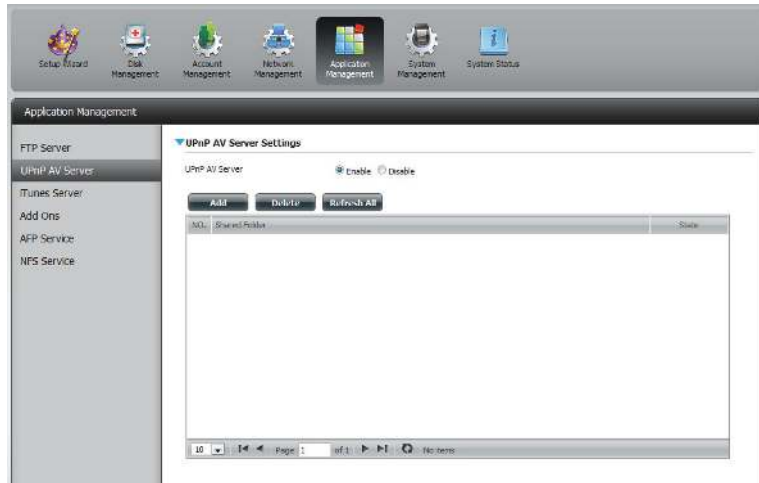 Setup Wizard
Disk Management
Account Management
Network Management
Application Management
System Management
System Status
Application Management
FTP Server
UPnP AV Server
iTunes Server
Add Ons
AFP Service
NFS Service
UPnP AV Server Settings
UPnP AV Server Enable Disable
Add Delete Refresh All
NO. Shared Folder State
10 Page 1 of 1 No items